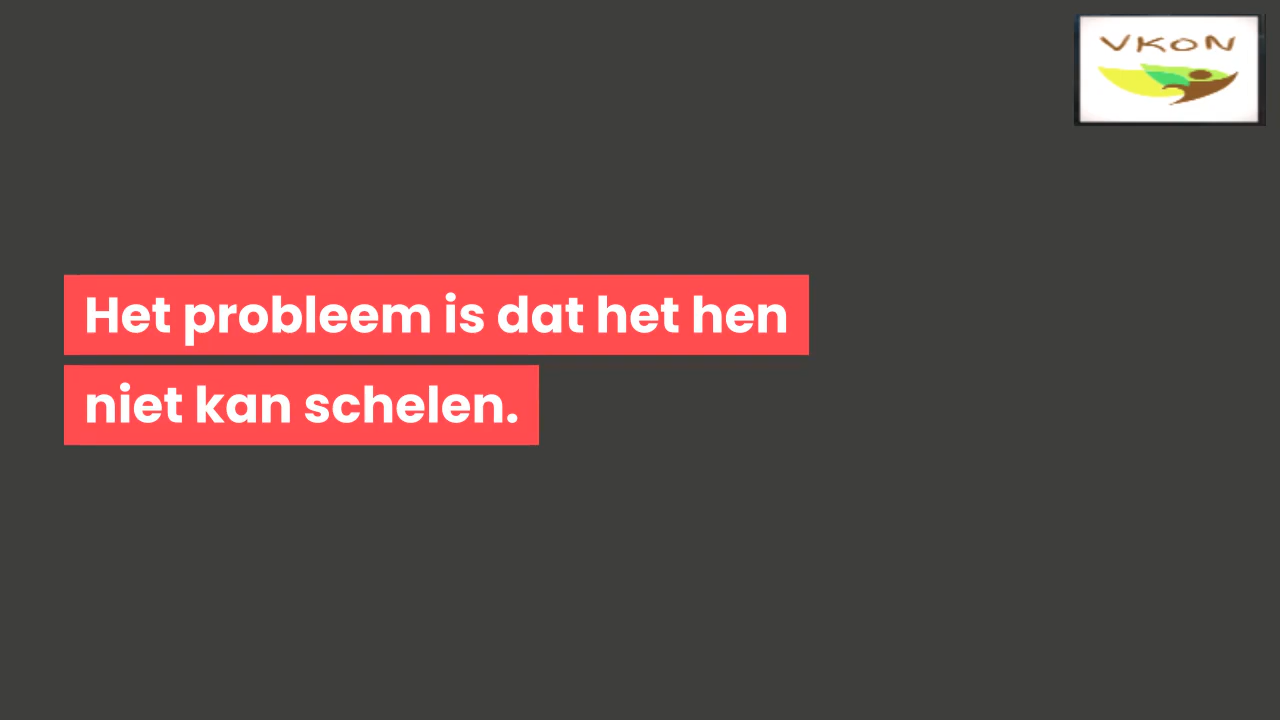 VKON
Het probleem is dat het hen
niet kan schelen.